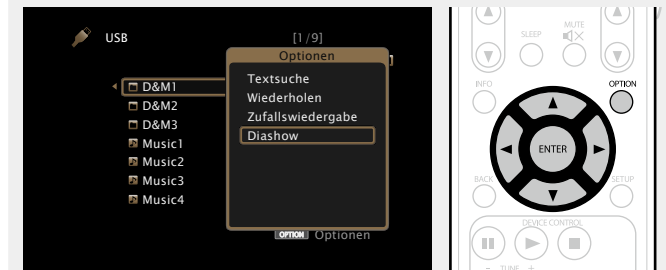 USB
[1/9]
Optionen
Textsuche
Wiederholen
Zufallswiedergabe
Diashow
D&M1
D&M2
D&M3
Music1
Music2
Music3
Music4
OPTION Optionen
SLEEP
MUTE
INFO
OPTION
ENTER
BACK
SETUP
DEVICE CONTROL
- TUNE +